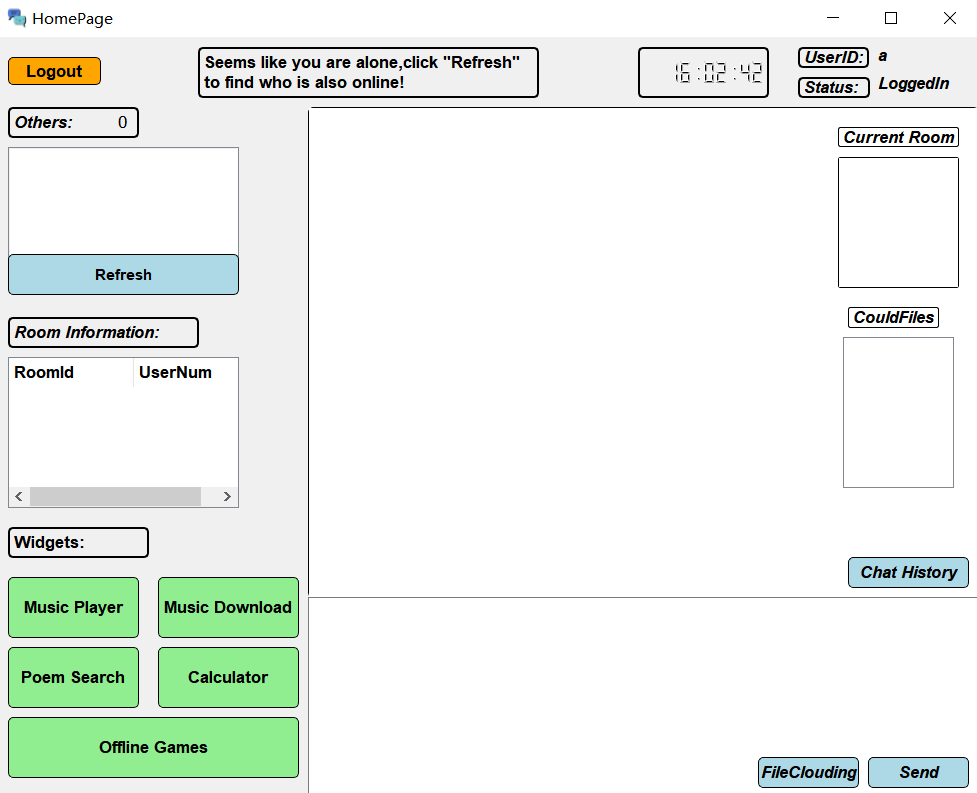 HomePage
Logout
Seems like you are alone,click "Refresh"
to find who is also online!
16:02:42
UserID: a
Status: LoggedIn
Others: 0
Current Room
Refresh
CouldFiles
Room Information:
RoomId UserNum
Widgets:
Chat History
Music Player Music Download
Poem Search Calculator
Offline Games
FileClouding Send